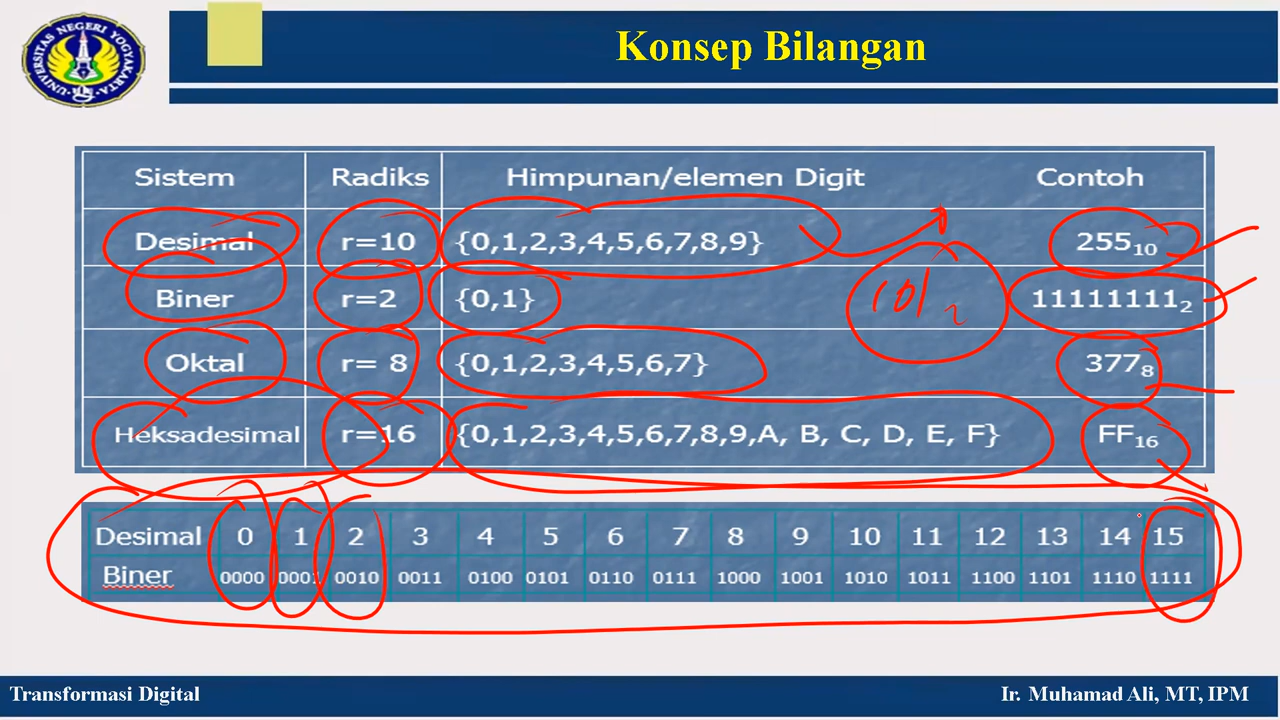 UNIVERSITAS NEGERI YOGYAKARTA
UNY
Konsep Bilangan
Sistem Radiks Himpunan/elemen Digit Contoh
Desimal r=10 {0,1,2,3,4,5,6,7,8,9} 255₁₀
Biner r=2 {0,1} 101₂ 11111111₂
Oktal r= 8 {0,1,2,3,4,5,6,7} 377₈
Heksadesimal r=16 {0,1,2,3,4,5,6,7,8,9,A, B, C, D, E, F} FF₁₆
Desimal 0 1 2 3 4 5 6 7 8 9 10 11 12 13 14 15
Biner 0000 0001 0010 0011 0100 0101 0110 0111 1000 1001 1010 1011 1100 1101 1110 1111
Transformasi Digital Ir. Muhamad Ali, MT, IPM